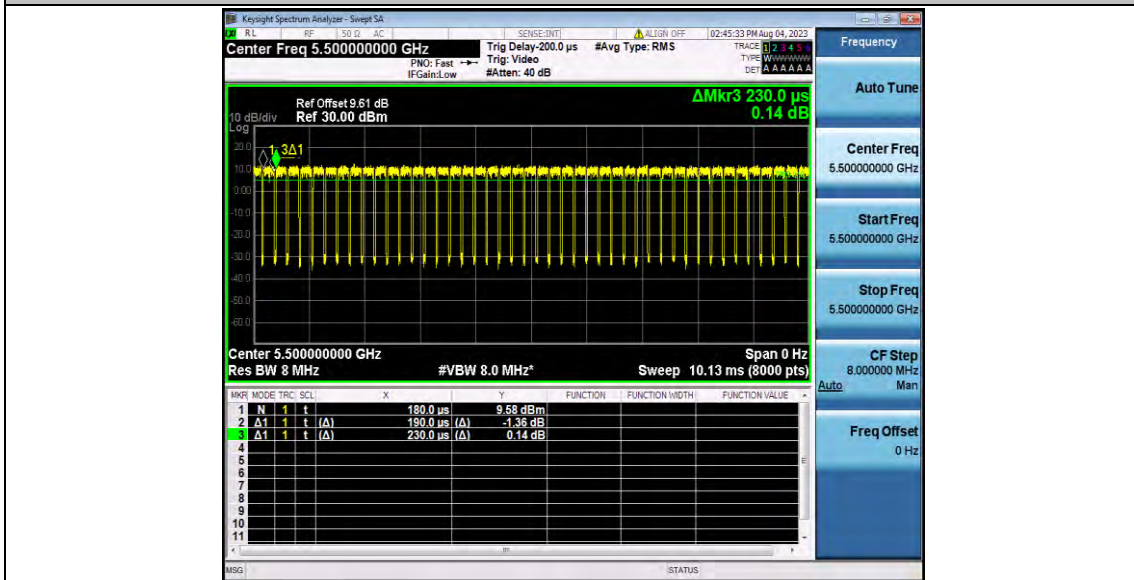 Keysight Spectrum Analyzer - Swept SA
RL RF 50 Ω AC SENSE:INT ALIGN OFF 02:45:33 PM Aug 04, 2023
Center Freq 5.500000000 GHz Trig Delay-200.0 µs #Avg Type: RMS TRACE 1 2 3 4 5 6
PNO: Fast Trig: Video TYPE WWWWWW
IFGain:Low #Atten: 40 dB DET A A A A A A
Frequency
Auto Tune
Center Freq
5.500000000 GHz
Start Freq
5.500000000 GHz
Stop Freq
5.500000000 GHz
CF Step
8.000000 MHz
Auto Man
Freq Offset
0 Hz
ΔMkr3 230.0 µs
0.14 dB
Ref Offset 9.61 dB
10 dB/div Ref 30.00 dBm
Log
20.0
1 3Δ1
10.0
0.00
-10.0
-20.0
-30.0
-40.0
-50.0
-60.0
Center 5.500000000 GHz Span 0 Hz
Res BW 8 MHz #VBW 8.0 MHz* Sweep 10.13 ms (8000 pts)
MKR MODE TRC SCL X Y FUNCTION FUNCTION WIDTH FUNCTION VALUE
1 N 1 t 180.0 µs 9.58 dBm
2 Δ1 1 t (Δ) 190.0 µs (Δ) -1.36 dB
3 Δ1 1 t (Δ) 230.0 µs (Δ) 0.14 dB
4
5
6
7
8
9
10
11
MSG STATUS